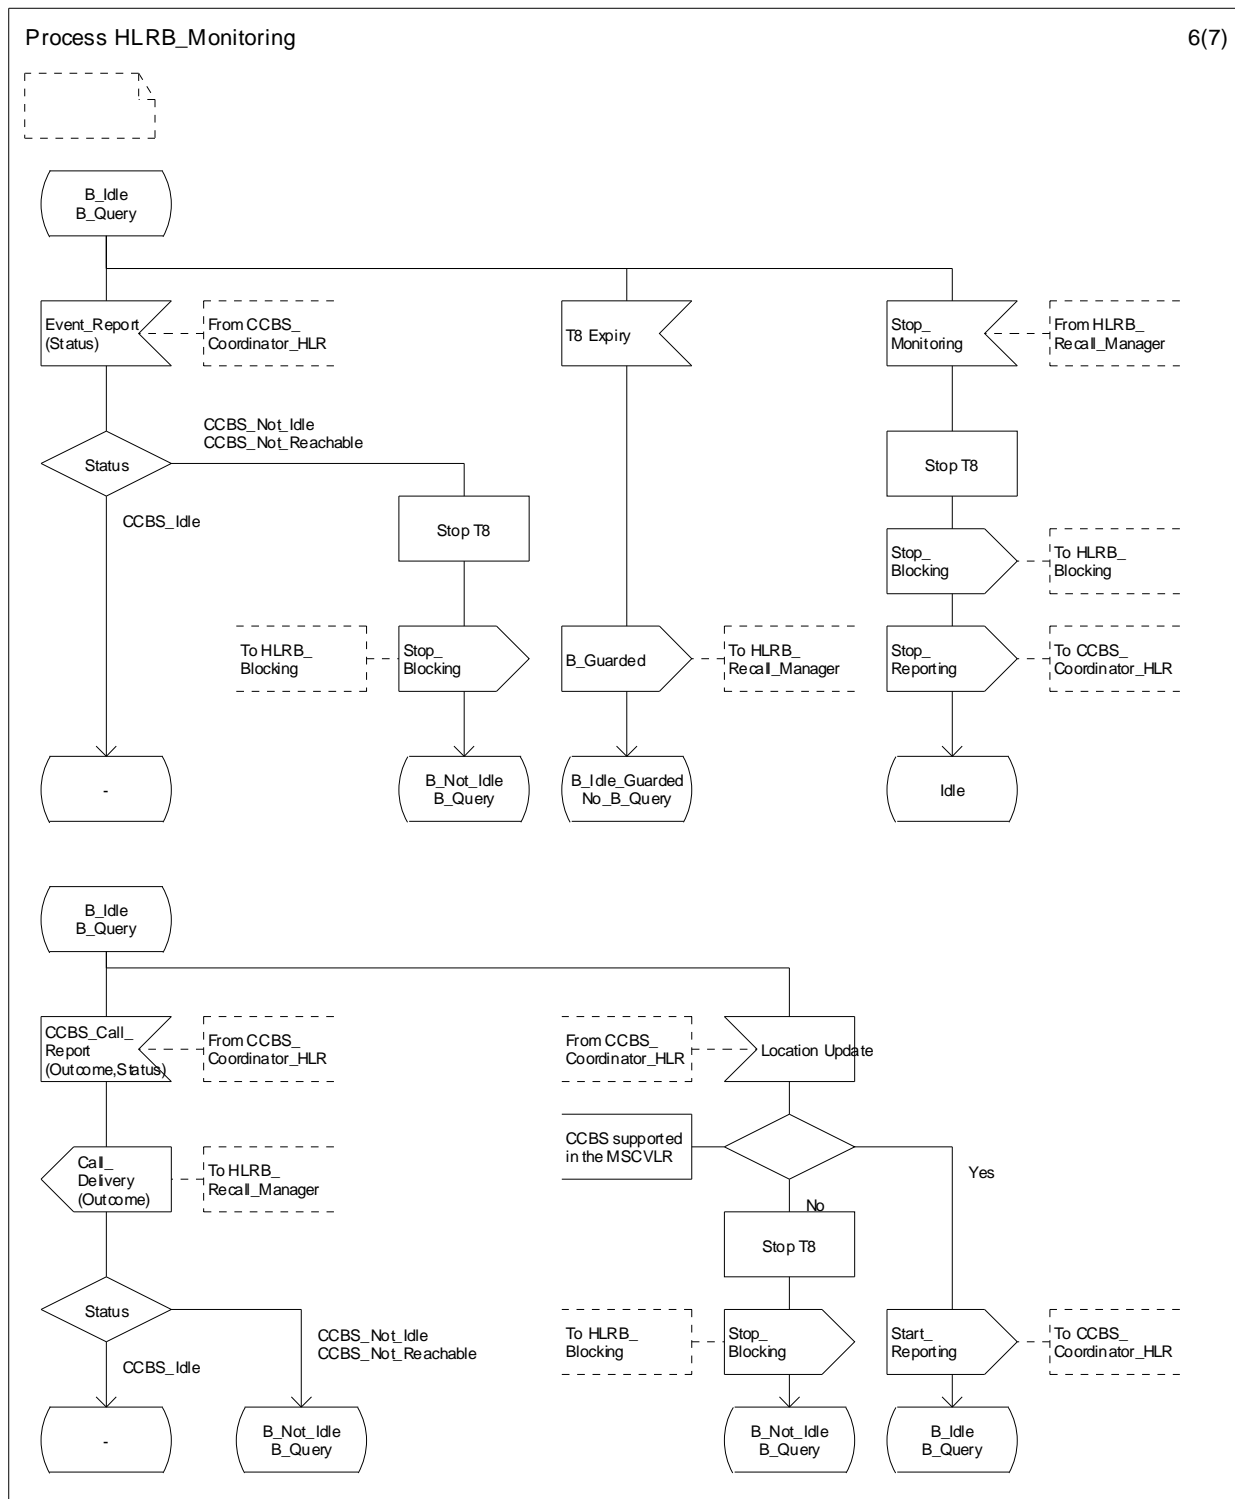 Process HLRB_Monitoring
6(7)
B_Idle
B_Query
Event_Report
(Status)
From CCBS_
Coordinator_HLR
T8 Expiry
Stop_
Monitoring
From HLRB_
Recall_Manager
Status
CCBS_Not_Idle
CCBS_Not_Reachable
CCBS_Idle
Stop T8
Stop T8
Stop_
Blocking
To HLRB_
Blocking
To HLRB_
Blocking
Stop_
Blocking
B_Guarded
To HLRB_
Recall_Manager
Stop_
Reporting
To CCBS_
Coordinator_HLR
-
B_Not_Idle
B_Query
B_Idle_Guarded
No_B_Query
Idle
B_Idle
B_Query
CCBS_Call_
Report
(Outcome,Status)
From CCBS_
Coordinator_HLR
From CCBS_
Coordinator_HLR
Location Update
CCBS supported
in the MSCVLR
Call_
Delivery
(Outcome)
To HLRB_
Recall_Manager
Yes
No
Stop T8
Status
CCBS_Not_Idle
CCBS_Not_Reachable
CCBS_Idle
To HLRB_
Blocking
Stop_
Blocking
Start_
Reporting
To CCBS_
Coordinator_HLR
-
B_Not_Idle
B_Query
B_Not_Idle
B_Query
B_Idle
B_Query